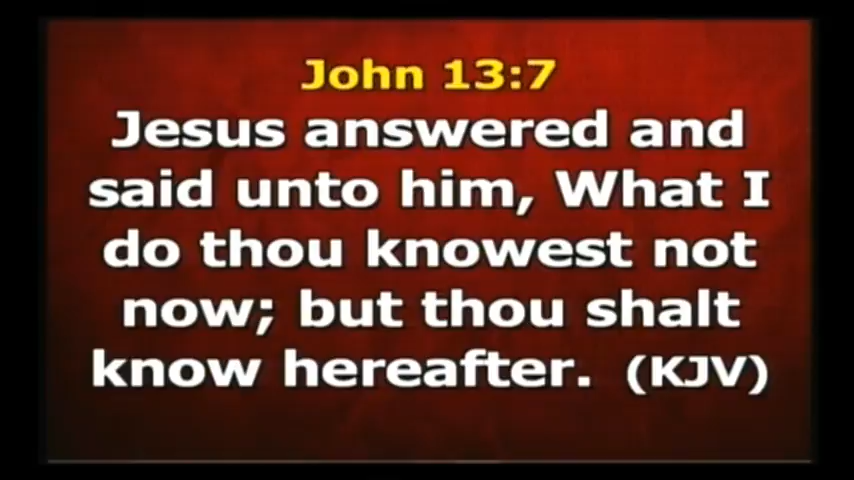 John 13:7
Jesus answered and
said unto him, What I
do thou knowest not
now; but thou shalt
know hereafter. (KJV)